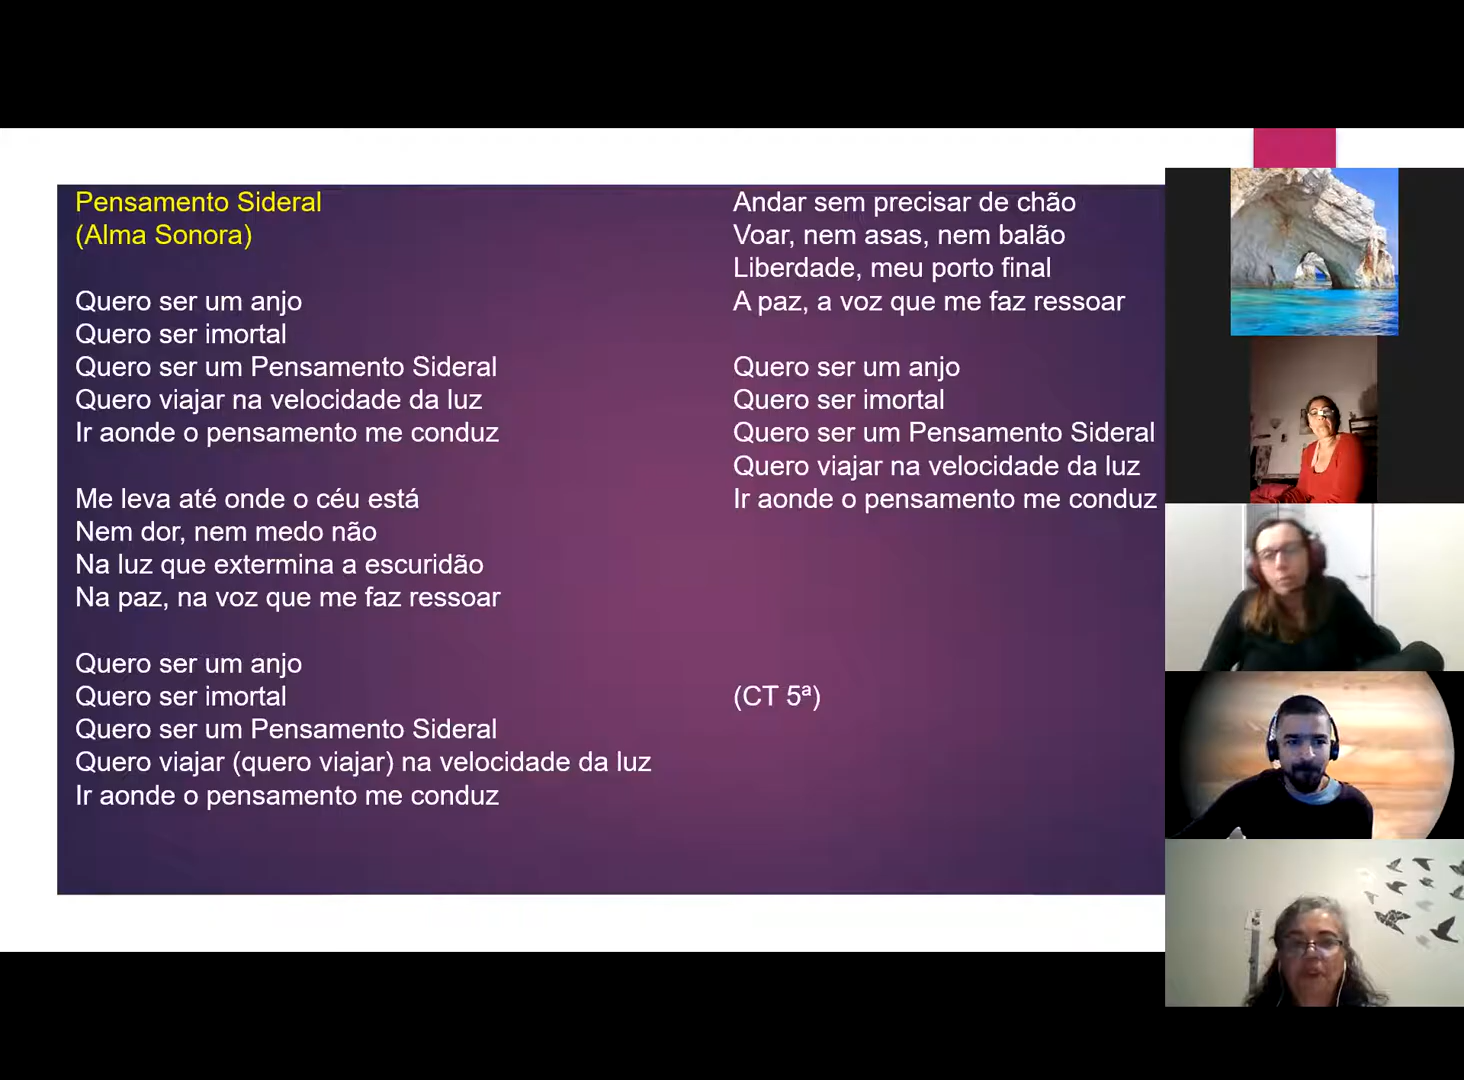 Pensamento Sideral
(Alma Sonora)
Quero ser um anjo
Quero ser imortal
Quero ser um Pensamento Sideral
Quero viajar na velocidade da luz
Ir aonde o pensamento me conduz
Me leva até onde o céu está
Nem dor, nem medo não
Na luz que extermina a escuridão
Na paz, na voz que me faz ressoar
Quero ser um anjo
Quero ser imortal
Quero ser um Pensamento Sideral
Quero viajar (quero viajar) na velocidade da luz
Ir aonde o pensamento me conduz
Andar sem precisar de chão
Voar, nem asas, nem balão
Liberdade, meu porto final
A paz, a voz que me faz ressoar
Quero ser um anjo
Quero ser imortal
Quero ser um Pensamento Sideral
Quero viajar na velocidade da luz
Ir aonde o pensamento me conduz
(CT 5ª)